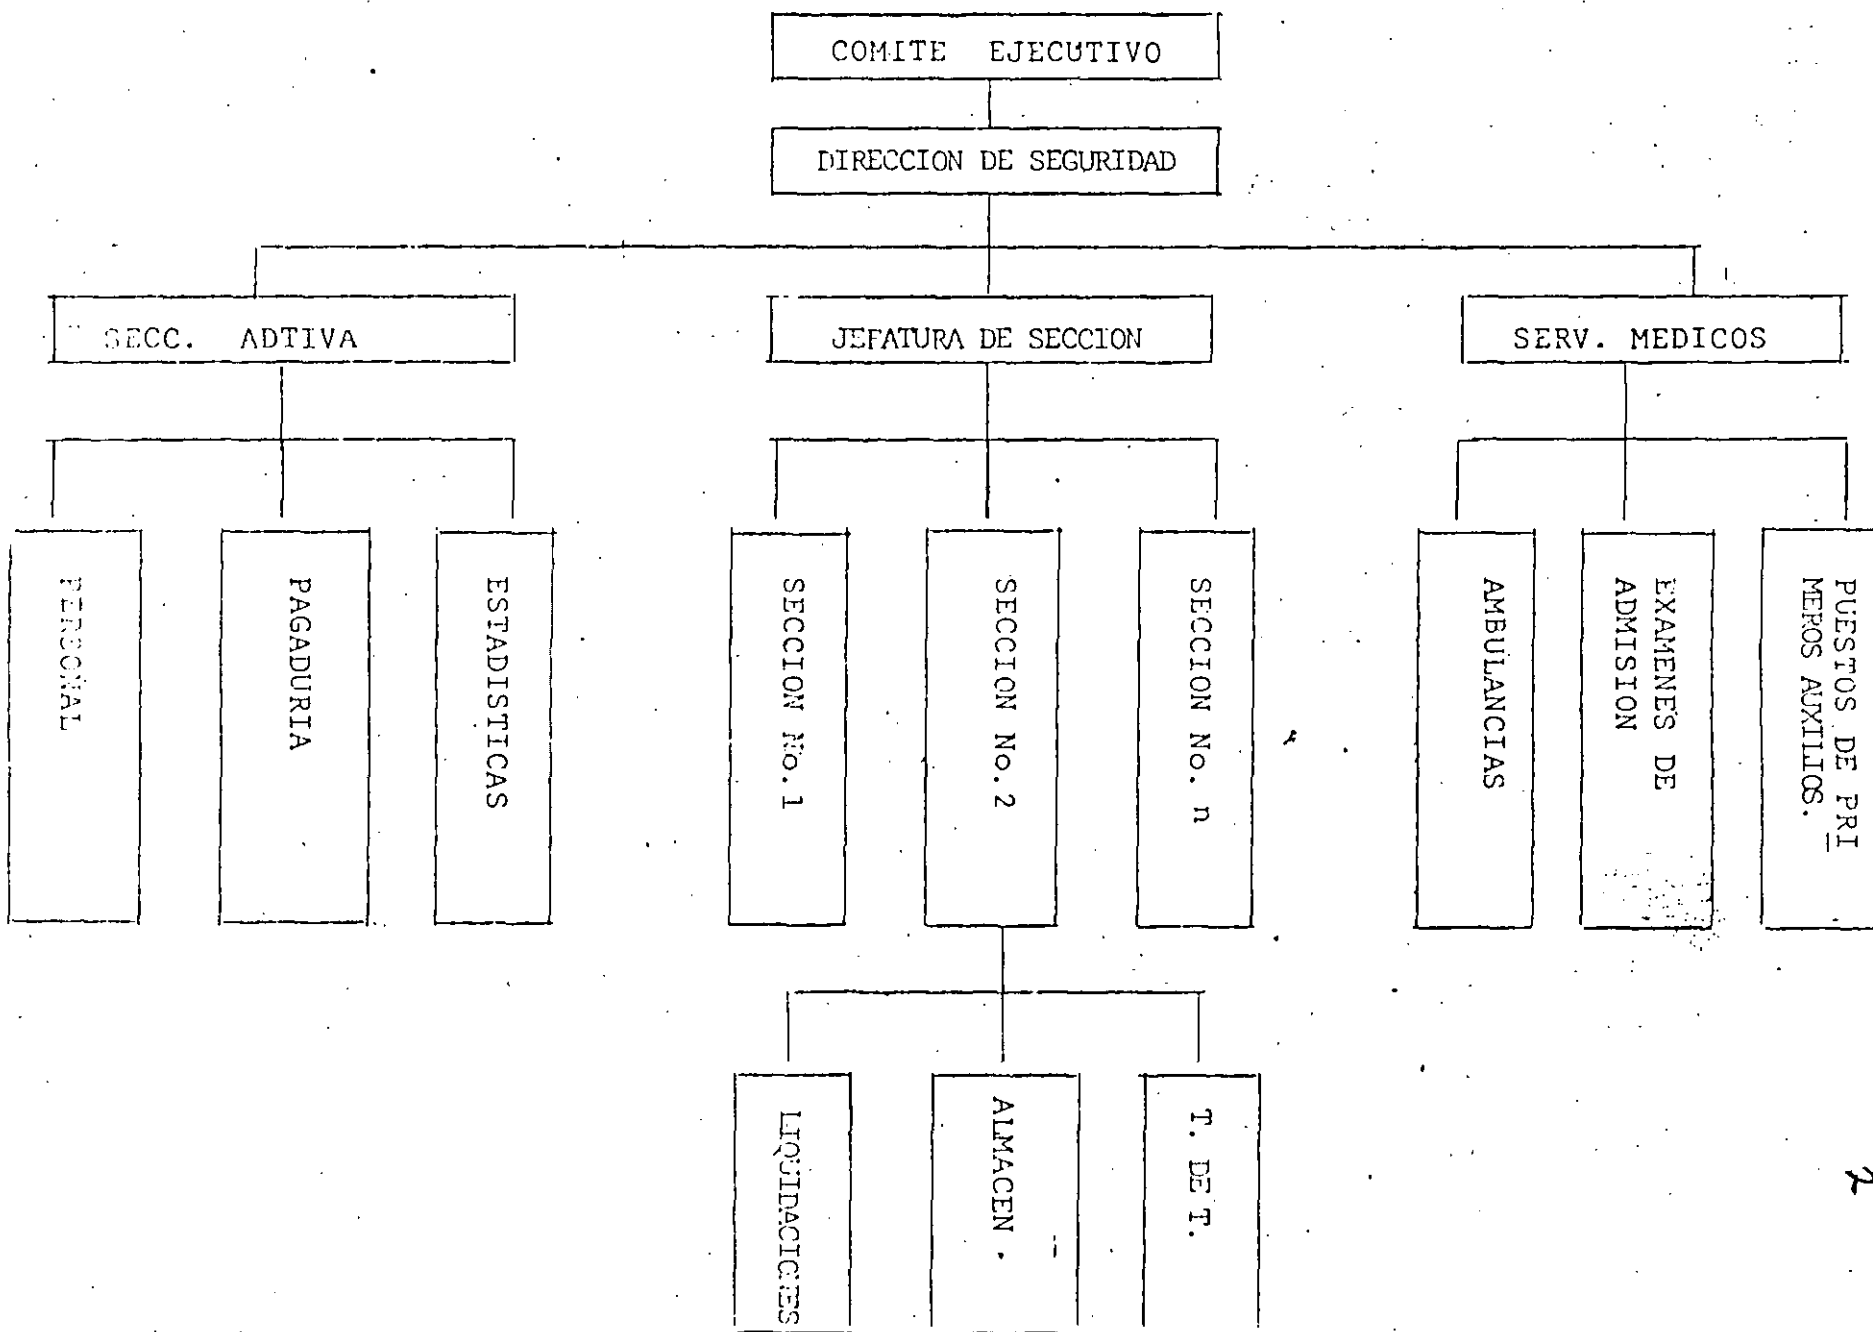 COMITE EJECUTIVO
DIRECCION DE SEGURIDAD
SECC. ADTIVA
JEFATURA DE SECCION
SERV. MEDICOS
PERSONAL
PAGADURIA
ESTADISTICAS
SECCION No. 1
SECCION No. 2
SECCION No. n
AMBULANCIAS
EXAMENES DE
ADMISION
PUESTOS DE PRI
MEROS AUXILIOS.
LIQUIDACIONES
ALMACEN.
T. DE T.
2